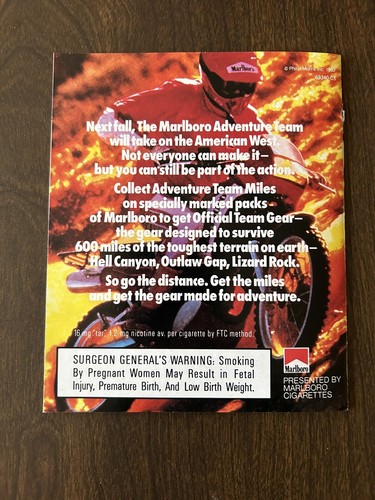 © Philip Morris Inc. 1992
Marlboro
Next fall, The Marlboro Adventure Team
will take on the American West.
Not everyone can make it—
but you can still be part of the action.
Collect Adventure Team Miles
on specially marked packs
of Marlboro to get Official Team Gear—
the gear designed to survive
600 miles of the toughest terrain on earth—
Hell Canyon, Outlaw Gap, Lizard Rock.
So go the distance. Get the miles
and get the gear made for adventure.
16 mg "tar," 1.2 mg nicotine av. per cigarette by FTC method.
SURGEON GENERAL'S WARNING: Smoking
By Pregnant Women May Result in Fetal
Injury, Premature Birth, And Low Birth Weight.
Marlboro
PRESENTED BY
MARLBORO
CIGARETTES